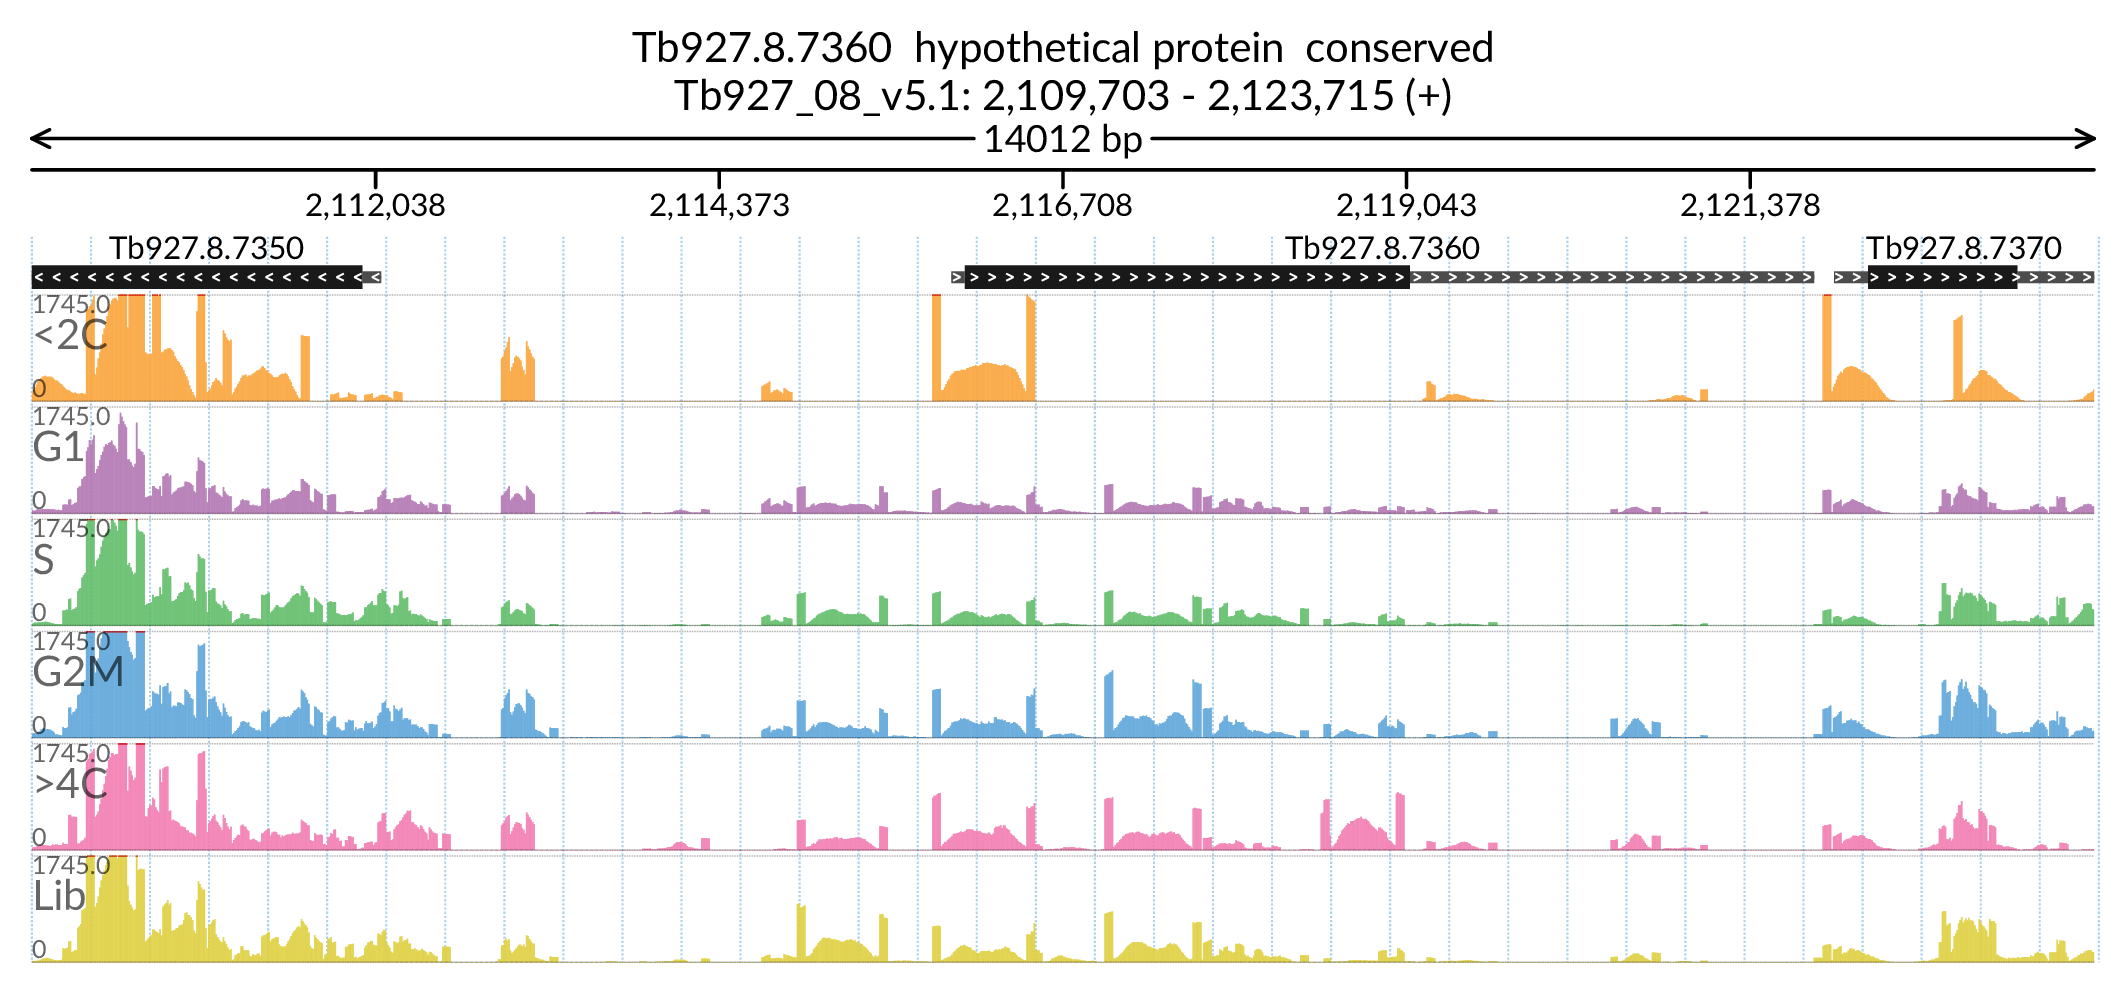 Tb927.8.7360 hypothetical protein conserved
Tb927_08_v5.1: 2,109,703 - 2,123,715 (+)
14012 bp
2,112,038 2,114,373 2,116,708 2,119,043 2,121,378
Tb927.8.7350 Tb927.8.7360 Tb927.8.7370
1745.0
<2C
0
1745.0
G1
0
1745.0
S
0
1745.0
G2M
0
1745.0
>4C
0
1745.0
Lib
0